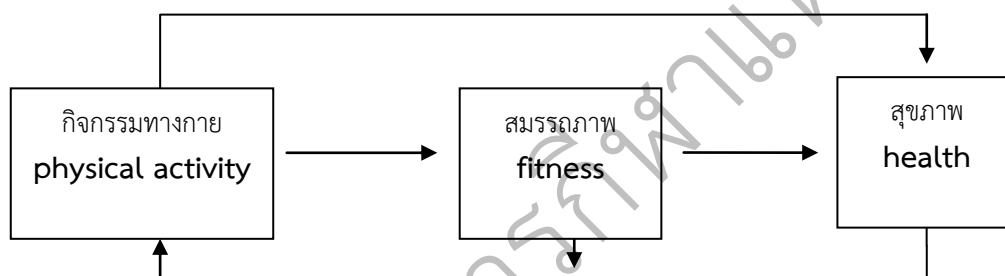 กิจกรรมทางกาย
physical activity
สมรรถภาพ
fitness
สุขภาพ
health